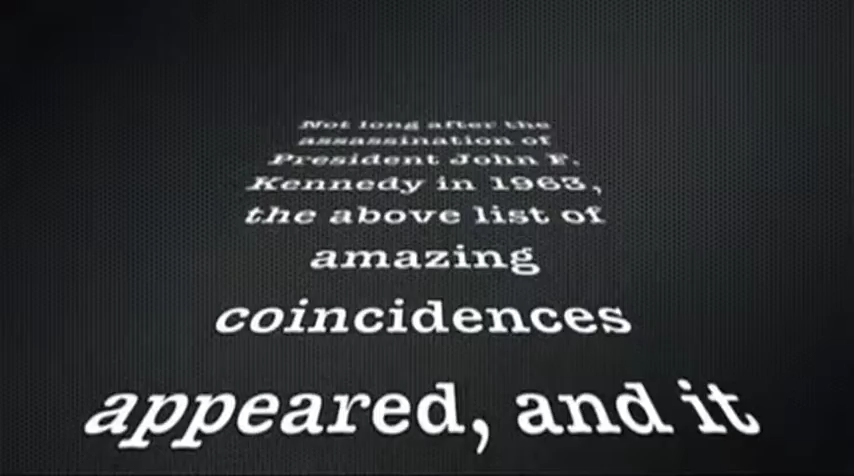 Not long after the
assassination of
President John F.
Kennedy in 1963,
the above list of
amazing
coincidences
appeared, and it